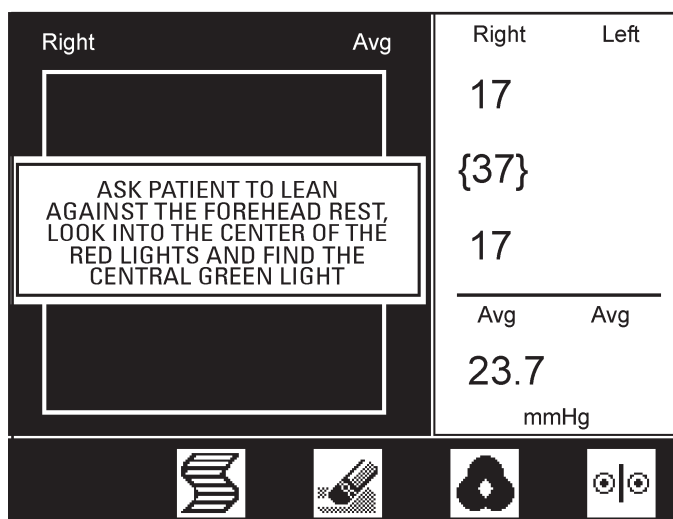 Right Avg
ASK PATIENT TO LEAN
AGAINST THE FOREHEAD REST,
LOOK INTO THE CENTER OF THE
RED LIGHTS AND FIND THE
CENTRAL GREEN LIGHT
Right Left
17
{37}
17
Avg Avg
23.7
mmHg